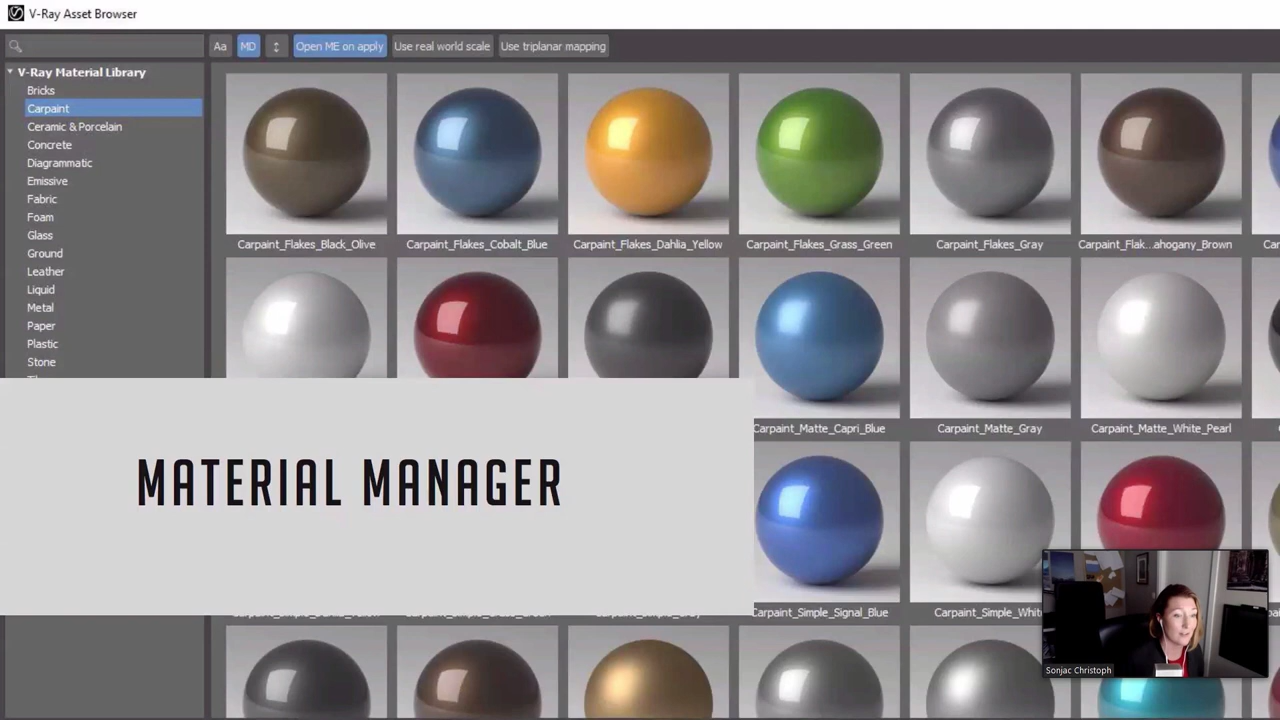 V-Ray Asset Browser
Aa MD Open ME on apply Use real world scale Use triplanar mapping
V-Ray Material Library
Bricks
Carpaint
Ceramic & Porcelain
Concrete
Diagrammatic
Emissive
Fabric
Foam
Glass
Ground
Leather
Liquid
Metal
Paper
Plastic
Stone
Carpaint_Flakes_Black_Olive Carpaint_Flakes_Cobalt_Blue Carpaint_Flakes_Dahlia_Yellow Carpaint_Flakes_Grass_Green Carpaint_Flakes_Gray Carpaint_Flak...ahogany_Brown
Carpaint_Matte_Capri_Blue Carpaint_Matte_Gray Carpaint_Matte_White_Pearl
MATERIAL MANAGER
Carpaint_Simple_Signal_Blue Carpaint_Simple_Whit
Sonjac Christoph